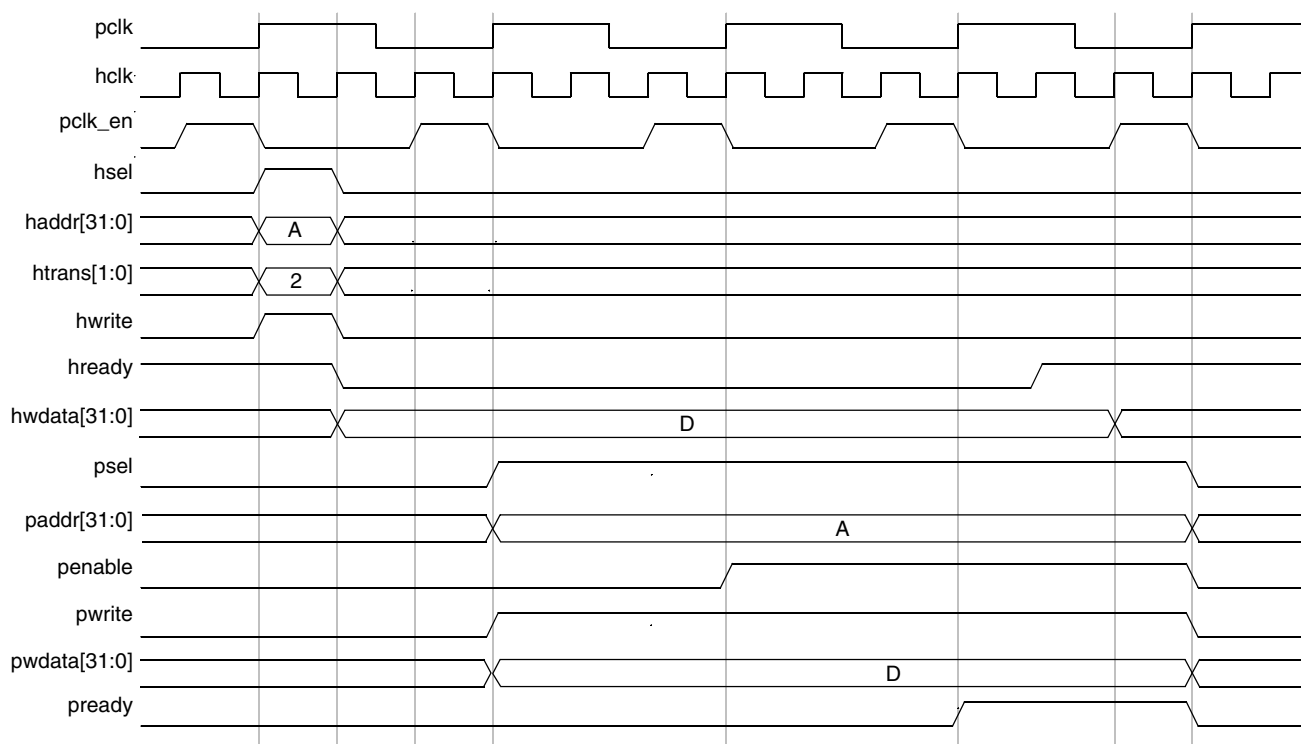 pclk
hclk
pclk_en
hsel
haddr[31:0]
A
htrans[1:0]
2
hwrite
hready
hwdata[31:0]
D
psel
paddr[31:0]
A
penable
pwrite
pwdata[31:0]
D
pready